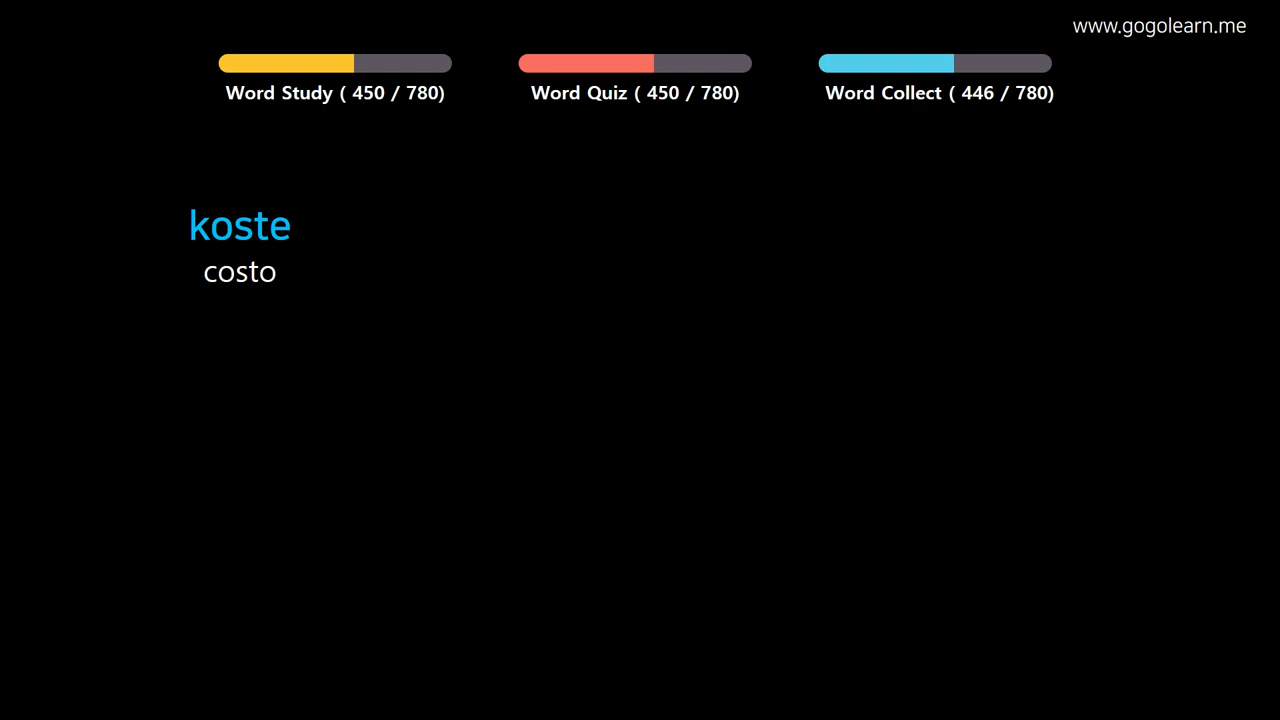 www.gogolearn.me
Word Study ( 450 / 780)
Word Quiz ( 450 / 780)
Word Collect ( 446 / 780)
koste
costo